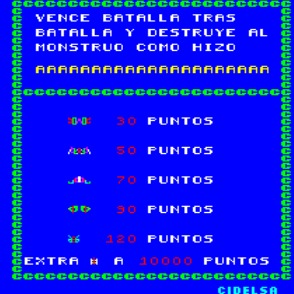 VENCE BATALLA TRAS
BATALLA Y DESTRUYE AL
MONSTRUO COMO HIZO
AAAAAAAAAAAAAAAAAAAAA
30 PUNTOS
50 PUNTOS
70 PUNTOS
90 PUNTOS
120 PUNTOS
EXTRA A 10000 PUNTOS
CIDELSA